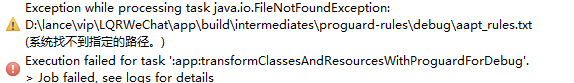 Exception while processing task java.io.FileNotFoundException:
D:\lance\vip\LQRWeChat\app\build\intermediates\proguard-rules\debug\aapt_rules.txt
(系统找不到指定的路径。)
Execution failed for task ':app:transformClassesAndResourcesWithProguardForDebug'.
> Job failed, see logs for details